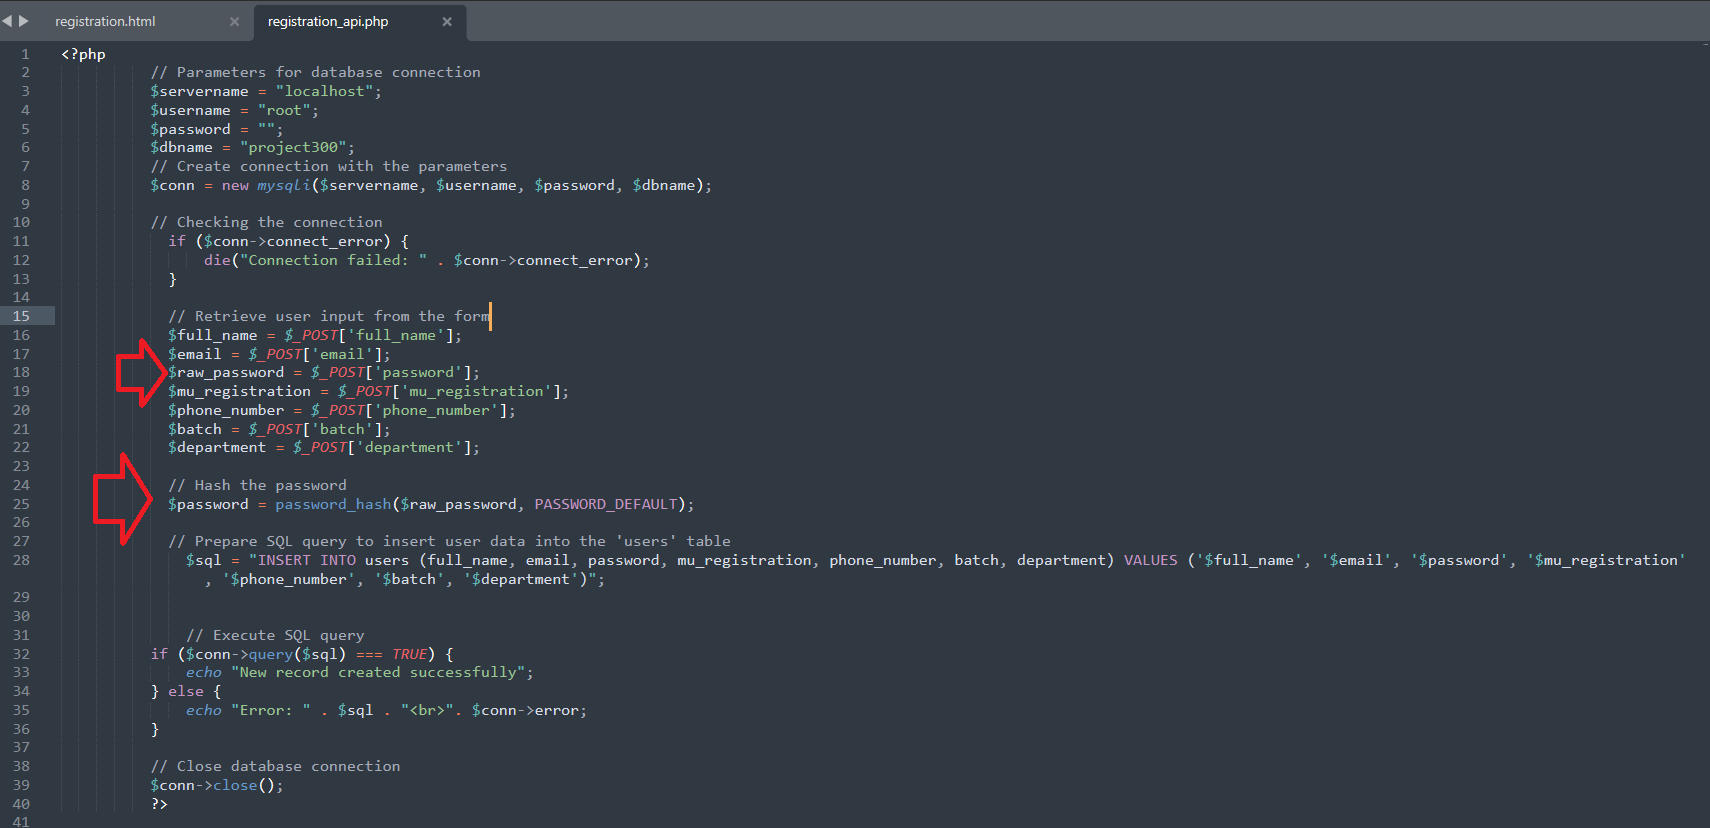 registration.html × registration_api.php ×
1 <?php
2 // Parameters for database connection
3 $servername = "localhost";
4 $username = "root";
5 $password = "";
6 $dbname = "project300";
7 // Create connection with the parameters
8 $conn = new mysqli($servername, $username, $password, $dbname);
9
10 // Checking the connection
11 if ($conn->connect_error) {
12 die("Connection failed: " . $conn->connect_error);
13 }
14
15 // Retrieve user input from the form
16 $full_name = $_POST['full_name'];
17 $email = $_POST['email'];
18 $raw_password = $_POST['password'];
19 $mu_registration = $_POST['mu_registration'];
20 $phone_number = $_POST['phone_number'];
21 $batch = $_POST['batch'];
22 $department = $_POST['department'];
23
24 // Hash the password
25 $password = password_hash($raw_password, PASSWORD_DEFAULT);
26
27 // Prepare SQL query to insert user data into the 'users' table
28 $sql = "INSERT INTO users (full_name, email, password, mu_registration, phone_number, batch, department) VALUES ('$full_name', '$email', '$password', '$mu_registration'
, '$phone_number', '$batch', '$department')";
29
30
31 // Execute SQL query
32 if ($conn->query($sql) === TRUE) {
33 echo "New record created successfully";
34 } else {
35 echo "Error: " . $sql . "<br>". $conn->error;
36 }
37
38 // Close database connection
39 $conn->close();
40 ?>
41